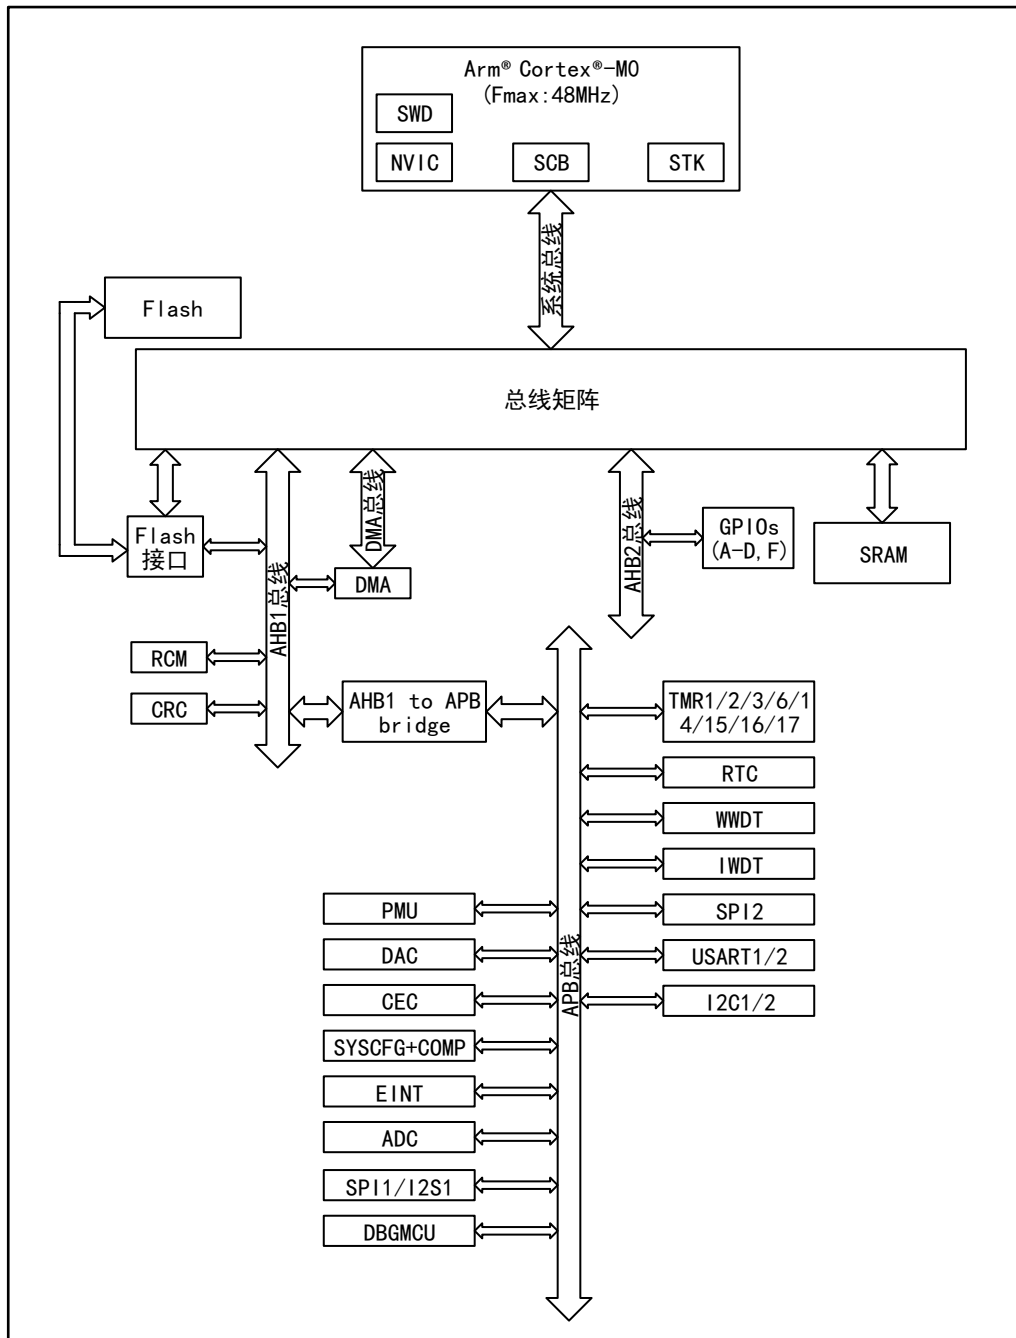 Arm® Cortex®-M0
(Fmax:48MHz)
SWD
NVIC
SCB
STK
系统总线
Flash
总线矩阵
Flash
接口
AHB1总线
DMA总线
DMA
AHB2总线
GPIOs
(A-D,F)
SRAM
RCM
CRC
AHB1 to APB
bridge
APB总线
TMR1/2/3/6/1
4/15/16/17
RTC
WWDT
IWDT
SPI2
USART1/2
I2C1/2
PMU
DAC
CEC
SYSCFG+COMP
EINT
ADC
SPI1/I2S1
DBGMCU